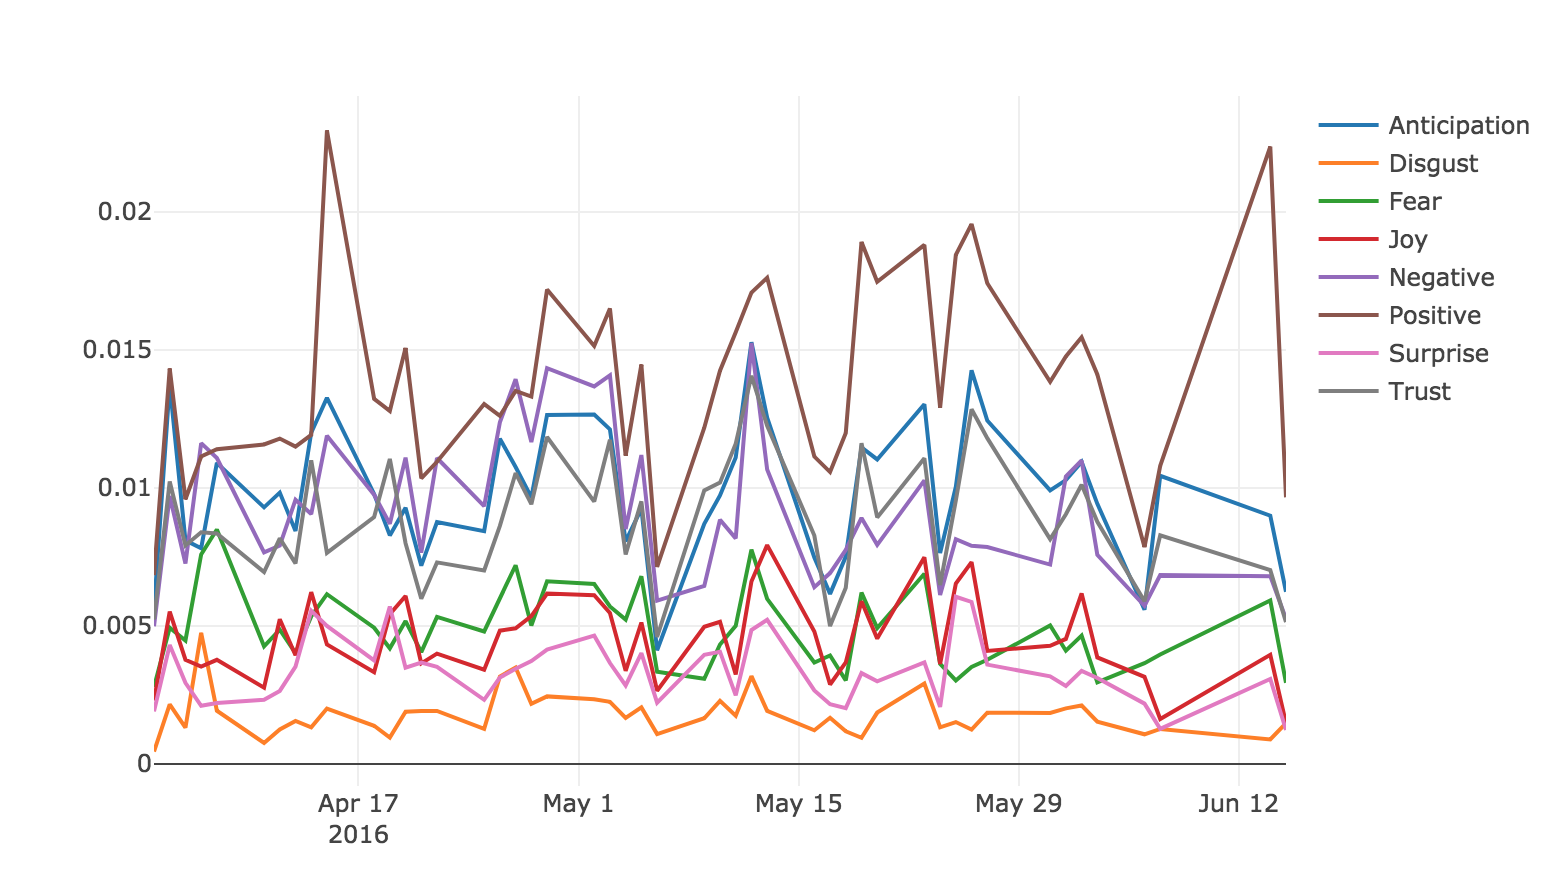 0.02
0.015
0.01
0.005
0
Apr 17
2016
May 1
May 15
May 29
Jun 12
Anticipation
Disgust
Fear
Joy
Negative
Positive
Surprise
Trust